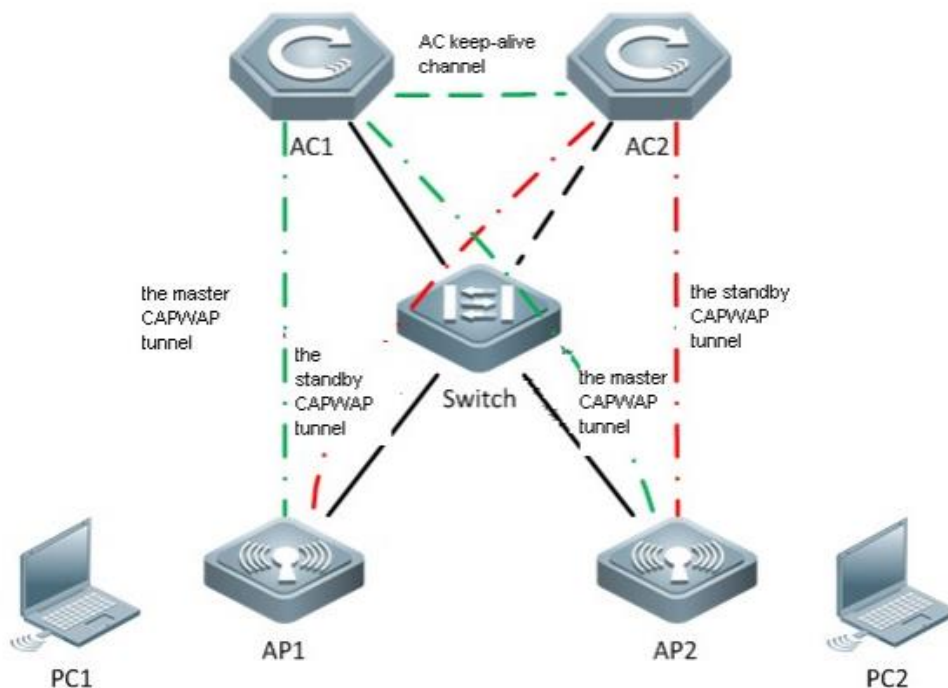 AC keep-alive
channel
AC1
AC2
the master
CAPWAP
tunnel
the standby
CAPWAP
tunnel
the
standby
CAPWAP
tunnel
the master
CAPWAP
tunnel
Switch
AP1
AP2
PC1
PC2